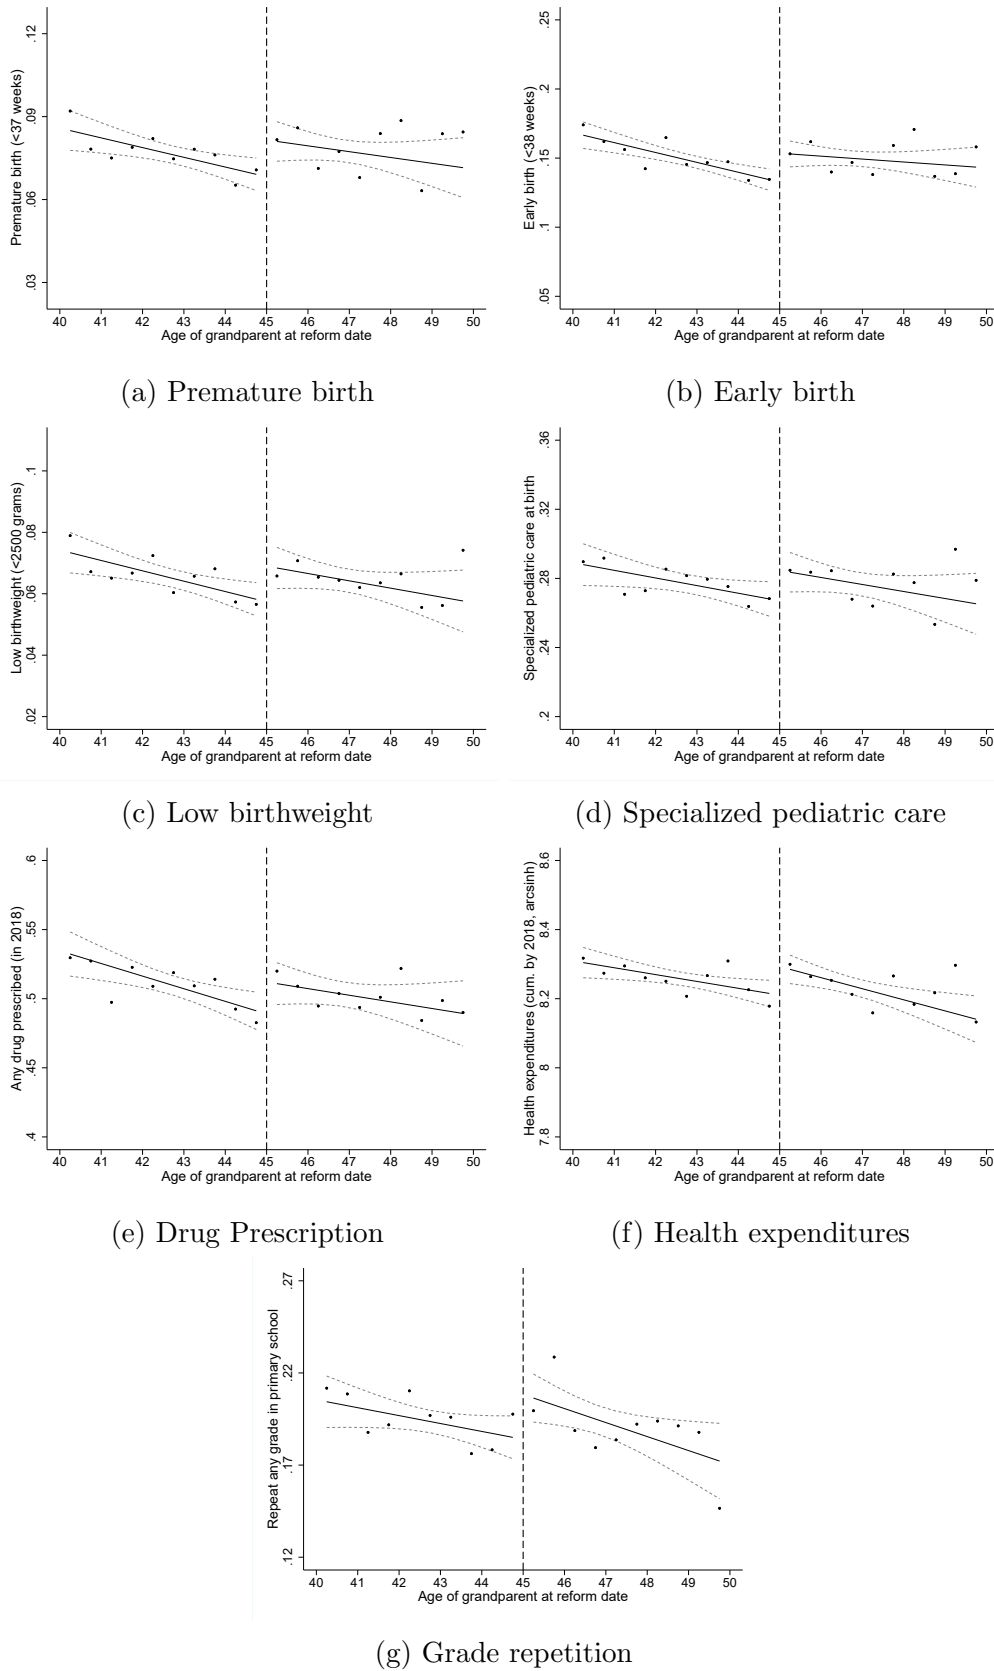 .12
.09
.06
.03
Premature birth (<37 weeks)
40 41 42 43 44 45 46 47 48 49 50
Age of grandparent at reform date
(a) Premature birth
.25
.2
.15
.1
.05
Early birth (<38 weeks)
40 41 42 43 44 45 46 47 48 49 50
Age of grandparent at reform date
(b) Early birth
.1
.08
.06
.04
.02
Low birthweight (<2500 grams)
40 41 42 43 44 45 46 47 48 49 50
Age of grandparent at reform date
(c) Low birthweight
.36
.32
.28
.24
.2
Specialized pediatric care at birth
40 41 42 43 44 45 46 47 48 49 50
Age of grandparent at reform date
(d) Specialized pediatric care
.6
.55
.5
.45
.4
Any drug prescribed (in 2018)
40 41 42 43 44 45 46 47 48 49 50
Age of grandparent at reform date
(e) Drug Prescription
8.6
8.4
8.2
8
7.8
Health expenditures (cum. by 2018, arcsinh)
40 41 42 43 44 45 46 47 48 49 50
Age of grandparent at reform date
(f) Health expenditures
.27
.22
.17
.12
Repeat any grade in primary school
40 41 42 43 44 45 46 47 48 49 50
Age of grandparent at reform date
(g) Grade repetition